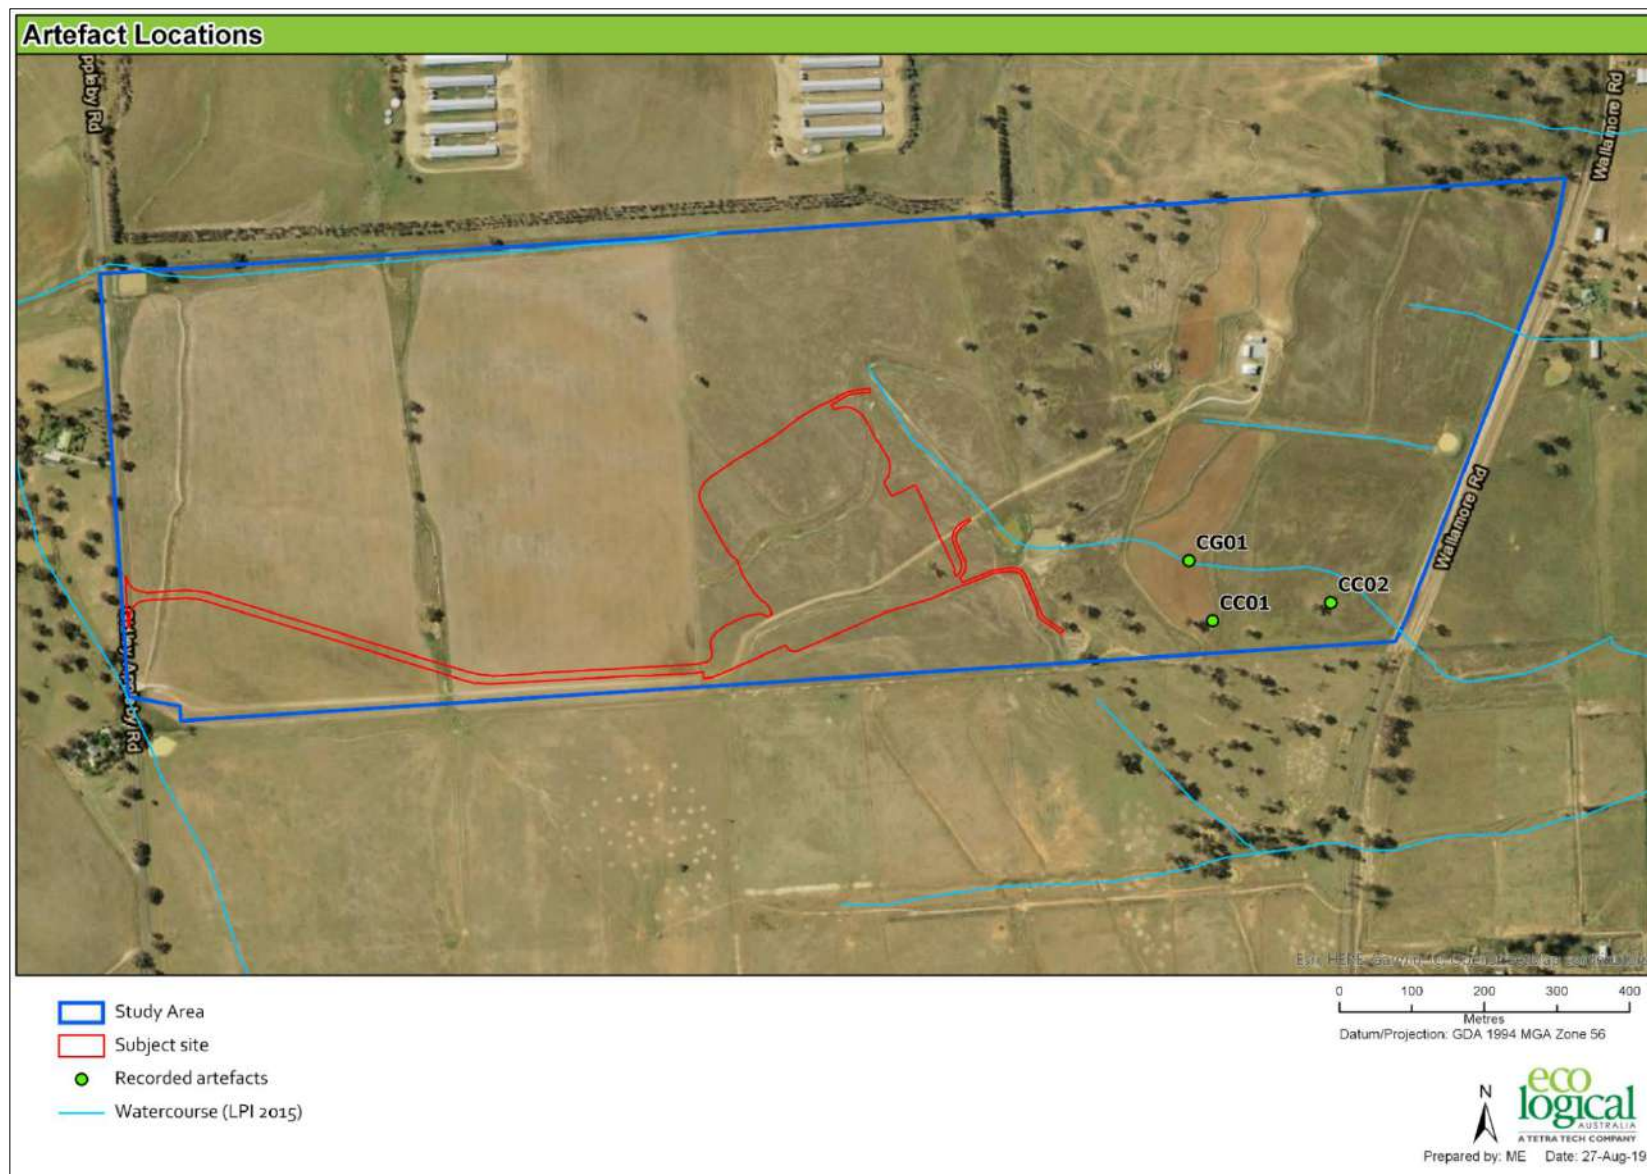 Artefact Locations
Wallamore Rd
CG01
CC02
CC01
Wallamore Rd
Study Area
Subject site
Recorded artefacts
Watercourse (LPI 2015)
0 100 200 300 400
Metres
Datum/Projection: GDA 1994 MGA Zone 56
N
eco
logical
AUSTRALIA
A TETRA TECH COMPANY
Prepared by: ME Date: 27-Aug-19